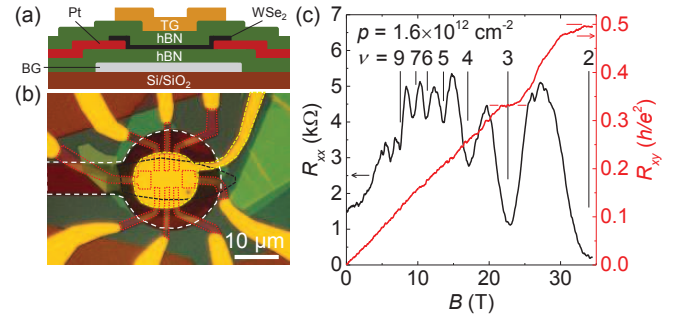 (a)
TG
WSe₂
Pt
hBN
hBN
BG
Si/SiO₂
(b)
10 μm
(c)
p = 1.6×10¹² cm⁻²
ν = 9 7 6 5 4 3 2
Rxx (kΩ)
7
6
5
4
3
2
1
0
0 10 20 30
B (T)
Rxy (h/e²)
0.5
0.4
0.3
0.2
0.1
0.0